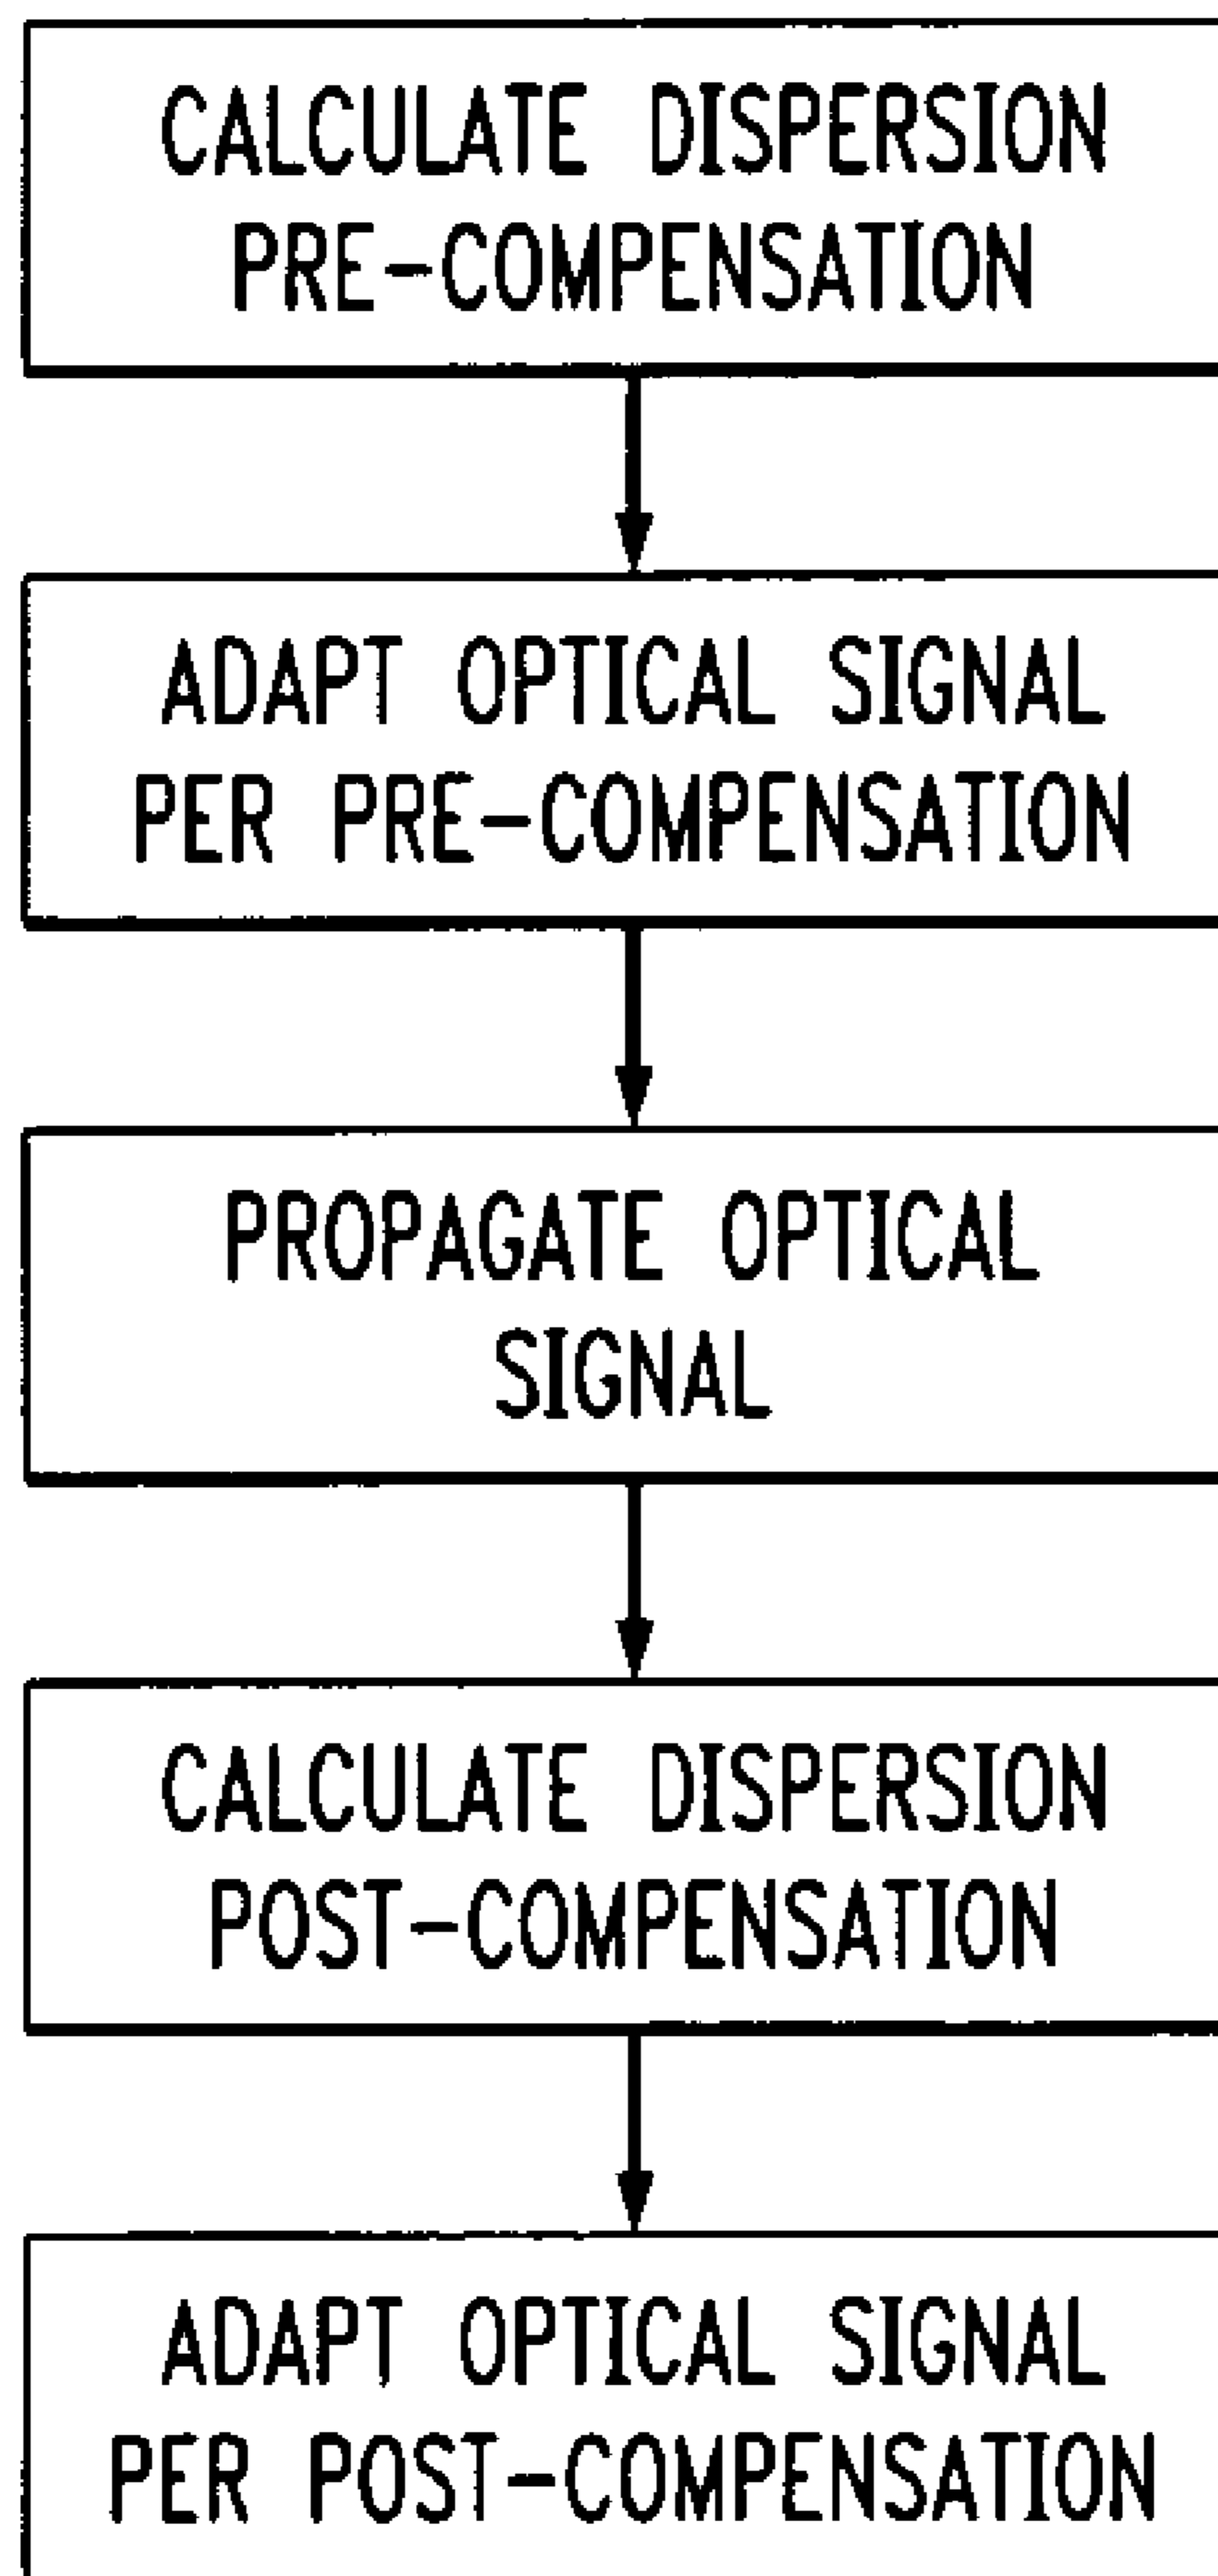 CALCULATE DISPERSION
PRE-COMPENSATION
ADAPT OPTICAL SIGNAL
PER PRE-COMPENSATION
PROPAGATE OPTICAL
SIGNAL
CALCULATE DISPERSION
POST-COMPENSATION
ADAPT OPTICAL SIGNAL
PER POST-COMPENSATION